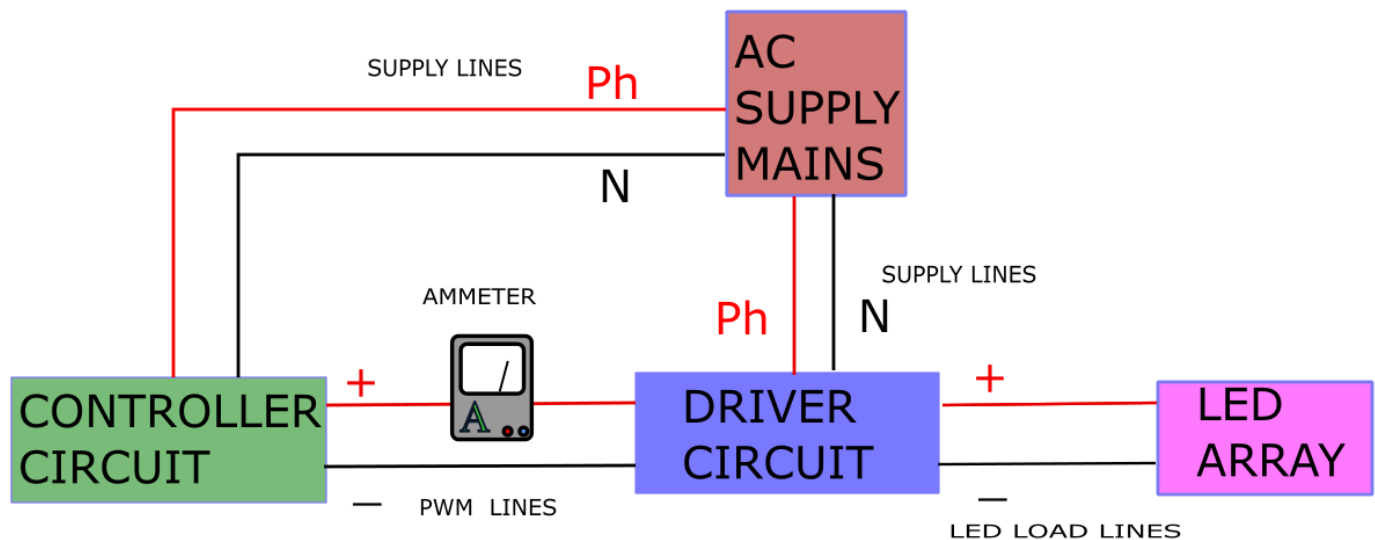 AC
SUPPLY
MAINS
SUPPLY LINES
Ph
N
SUPPLY LINES
Ph
N
AMMETER
A
+
+
CONTROLLER
CIRCUIT
DRIVER
CIRCUIT
LED
ARRAY
–
PWM LINES
–
LED LOAD LINES